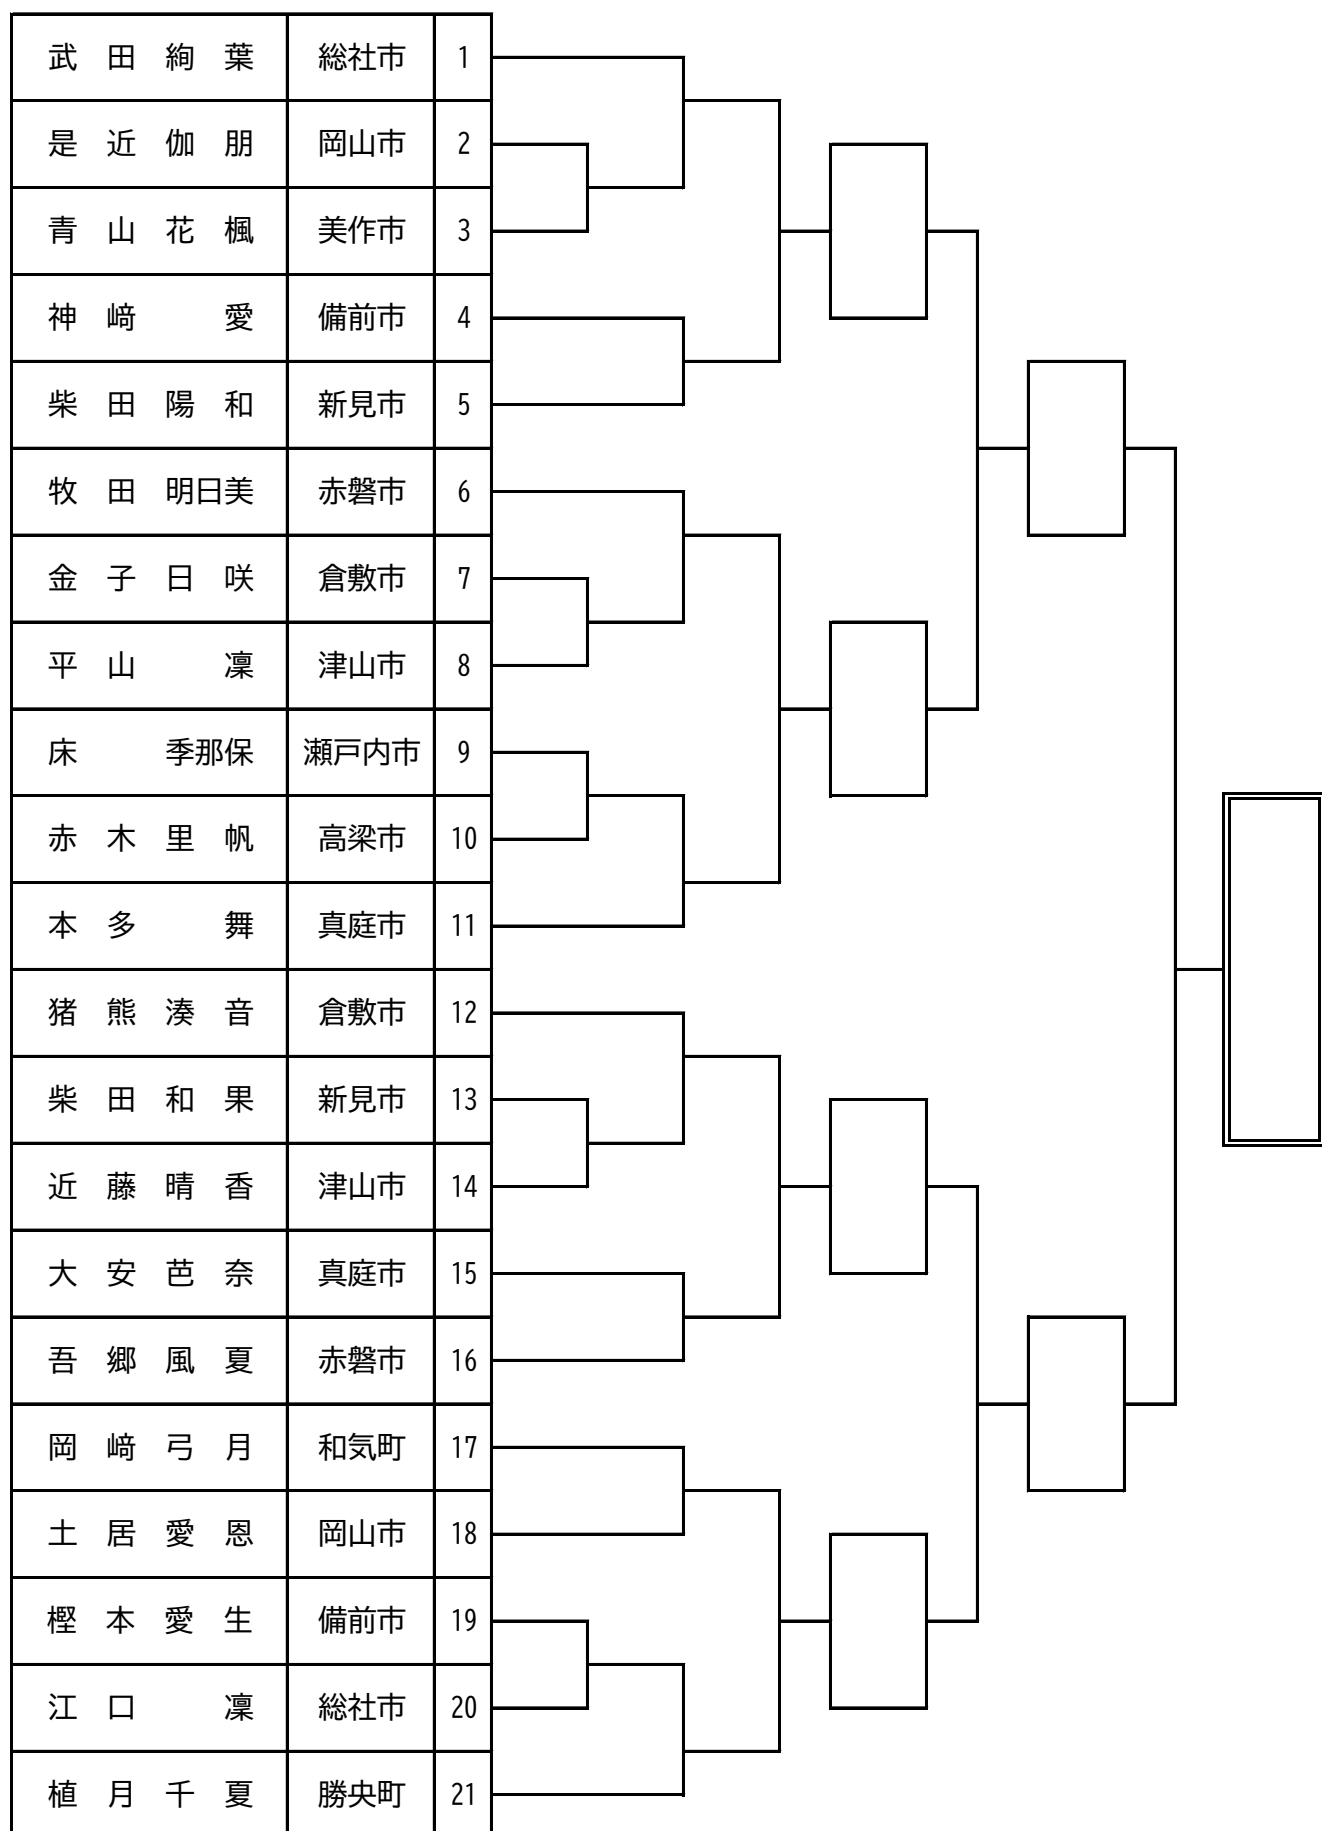 武田絢葉 総社市 1
是近伽朋 岡山市 2
青山花楓 美作市 3
神﨑愛 備前市 4
柴田陽和 新見市 5
牧田明日美 赤磐市 6
金子日咲 倉敷市 7
平山凜 津山市 8
床季那保 瀬戸内市 9
赤木里帆 高梁市 10
本多舞 真庭市 11
猪熊湊音 倉敷市 12
柴田和果 新見市 13
近藤晴香 津山市 14
大安芭奈 真庭市 15
吾郷風夏 赤磐市 16
岡﨑弓月 和気町 17
土居愛恩 岡山市 18
樫本愛生 備前市 19
江口凜 総社市 20
植月千夏 勝央町 21